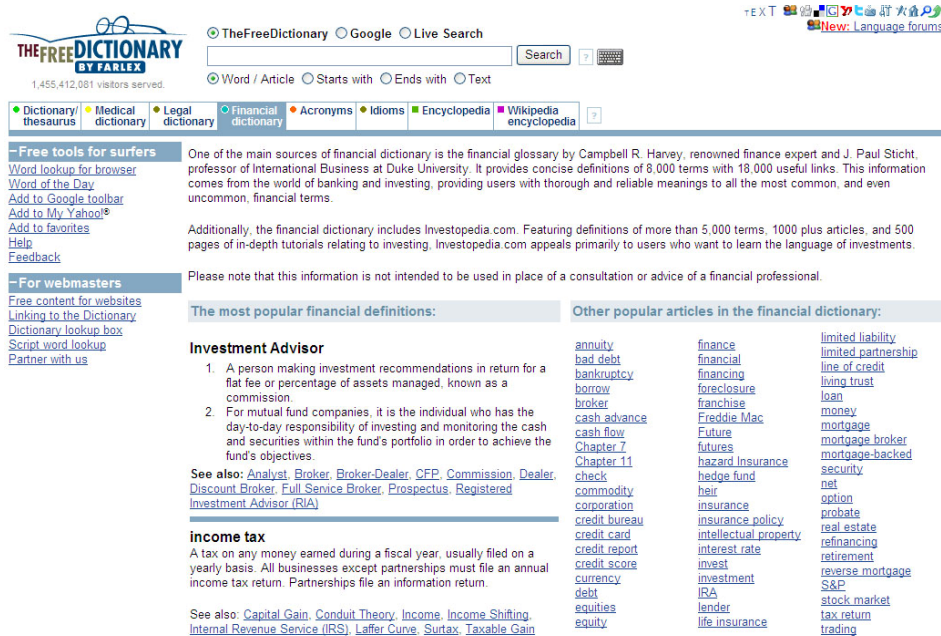 TEXT
New: Language forums
THEFREEDICTIONARY
BY FARLEX
1,455,412,081 visitors served.
TheFreeDictionary Google Live Search
Search ?
Word / Article Starts with Ends with Text
Dictionary/ thesaurus Medical dictionary Legal dictionary Financial dictionary Acronyms Idioms Encyclopedia Wikipedia encyclopedia ?
Free tools for surfers
Word lookup for browser
Word of the Day
Add to Google toolbar
Add to My Yahoo!®
Add to favorites
Help
Feedback
For webmasters
Free content for websites
Linking to the Dictionary
Dictionary lookup box
Script word lookup
Partner with us
One of the main sources of financial dictionary is the financial glossary by Campbell R. Harvey, renowned finance expert and J. Paul Sticht,
professor of International Business at Duke University. It provides concise definitions of 8,000 terms with 18,000 useful links. This information
comes from the world of banking and investing, providing users with thorough and reliable meanings to all the most common, and even
uncommon, financial terms.
Additionally, the financial dictionary includes Investopedia.com. Featuring definitions of more than 5,000 terms, 1000 plus articles, and 500
pages of in-depth tutorials relating to investing, Investopedia.com appeals primarily to users who want to learn the language of investments.
Please note that this information is not intended to be used in place of a consultation or advice of a financial professional.
The most popular financial definitions:
Investment Advisor
1. A person making investment recommendations in return for a
flat fee or percentage of assets managed, known as a
commission.
2. For mutual fund companies, it is the individual who has the
day-to-day responsibility of investing and monitoring the cash
and securities within the fund's portfolio in order to achieve the
fund's objectives.
See also: Analyst, Broker, Broker-Dealer, CFP, Commission, Dealer,
Discount Broker, Full Service Broker, Prospectus, Registered
Investment Advisor (RIA)
income tax
A tax on any money earned during a fiscal year, usually filed on a
yearly basis. All businesses except partnerships must file an annual
income tax return. Partnerships file an information return.
See also: Capital Gain, Conduit Theory, Income, Income Shifting,
Internal Revenue Service (IRS), Laffer Curve, Surtax, Taxable Gain
Other popular articles in the financial dictionary:
annuity
bad debt
bankruptcy
borrow
broker
cash advance
cash flow
Chapter 7
Chapter 11
check
commodity
corporation
credit bureau
credit card
credit report
credit score
currency
debt
equities
equity
finance
financial
financing
foreclosure
franchise
Freddie Mac
Future
futures
hazard Insurance
hedge fund
heir
insurance
insurance policy
intellectual property
interest rate
invest
investment
IRA
lender
life insurance
limited liability
limited partnership
line of credit
living trust
loan
money
mortgage
mortgage broker
mortgage-backed
security
net
option
probate
real estate
refinancing
retirement
reverse mortgage
S&P
stock market
tax return
trading